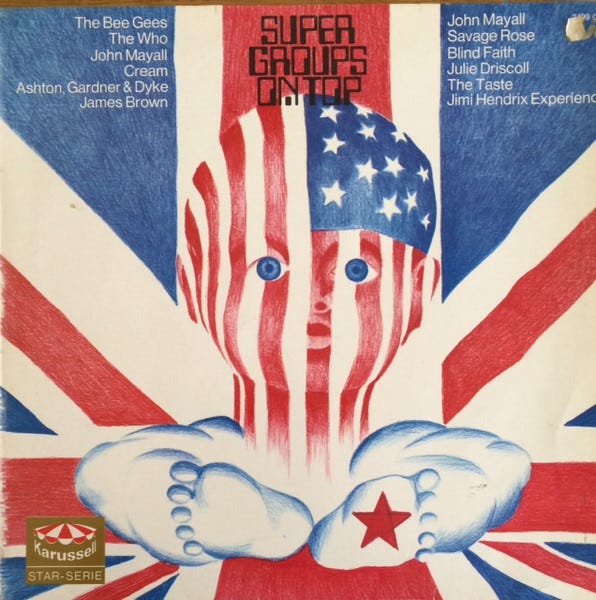 The Bee Gees
The Who
John Mayall
Cream
Ashton, Gardner & Dyke
James Brown
SUPER
GROUPS
ON TOP
John Mayall
Savage Rose
Blind Faith
Julie Driscoll
The Taste
Jimi Hendrix Experienc
Karussell
STAR-SERIE